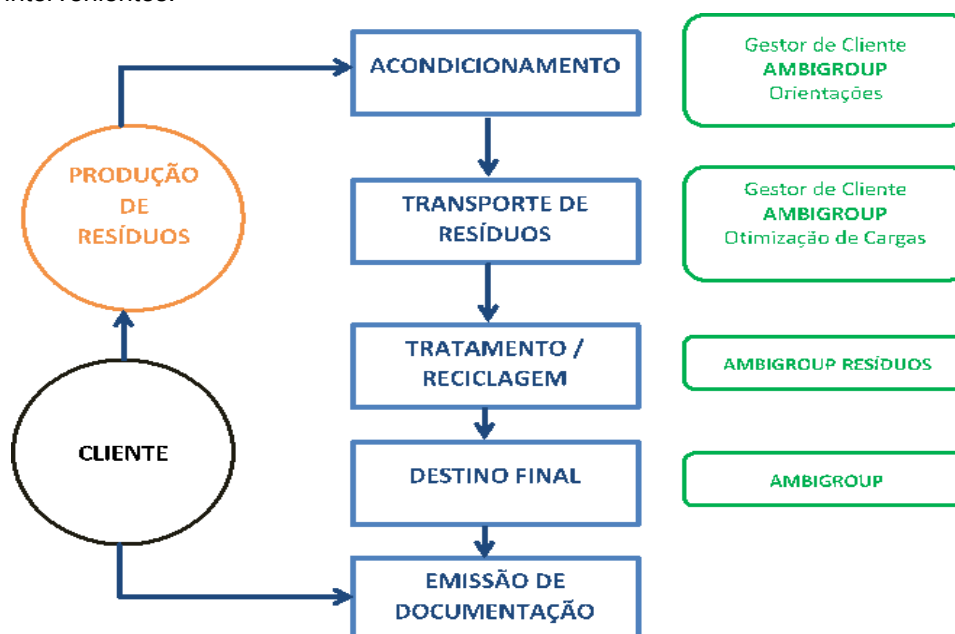 intervenientes.
ACONDICIONAMENTO
Gestor de Cliente
AMBIGROUP
Orientações
PRODUÇÃO
DE
RESÍDUOS
TRANSPORTE DE
RESÍDUOS
Gestor de Cliente
AMBIGROUP
Otimização de Cargas
TRATAMENTO /
RECICLAGEM
AMBIGROUP RESÍDUOS
CLIENTE
DESTINO FINAL
AMBIGROUP
EMISSÃO DE
DOCUMENTAÇÃO